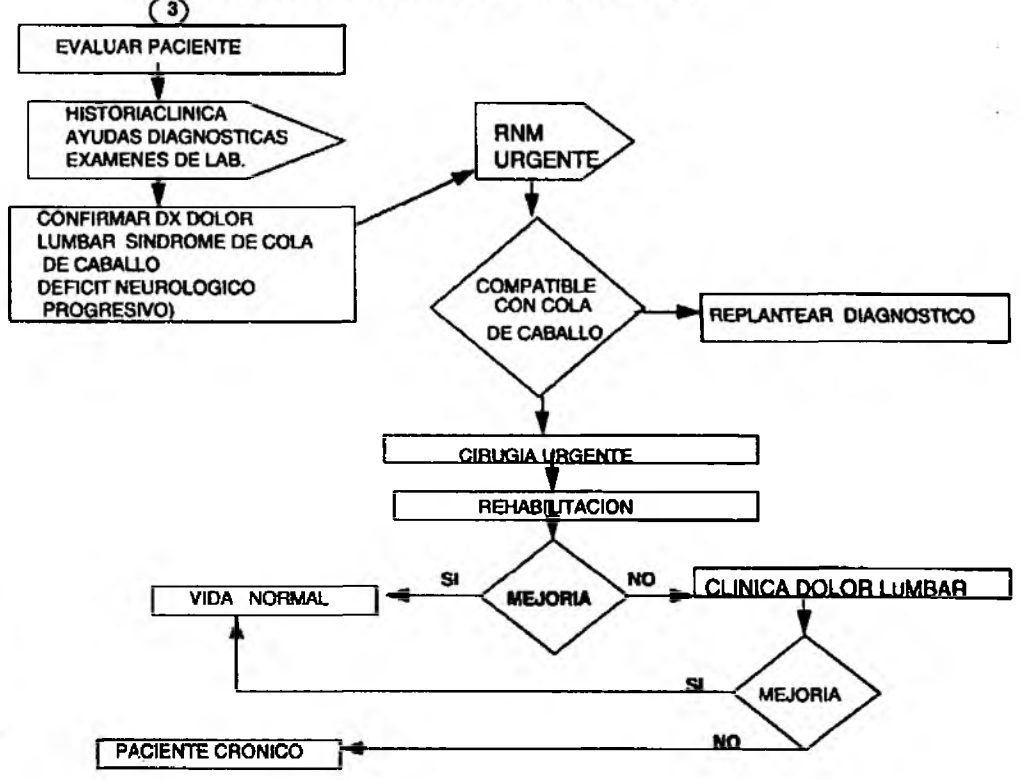 3
EVALUAR PACIENTE
HISTORIACLINICA
AYUDAS DIAGNOSTICAS
EXAMENES DE LAB.
CONFIRMAR DX DOLOR
LUMBAR SINDROME DE COLA
DE CABALLO
DEFICIT NEUROLOGICO
PROGRESIVO)
RNM
URGENTE
COMPATIBLE
CON COLA
DE CABALLO
REPLANTEAR DIAGNOSTICO
CIRUGIA URGENTE
REHABILITACION
MEJORIA
SI
NO
VIDA NORMAL
CLINICA DOLOR LUMBAR
MEJORIA
SI
NO
PACIENTE CRONICO